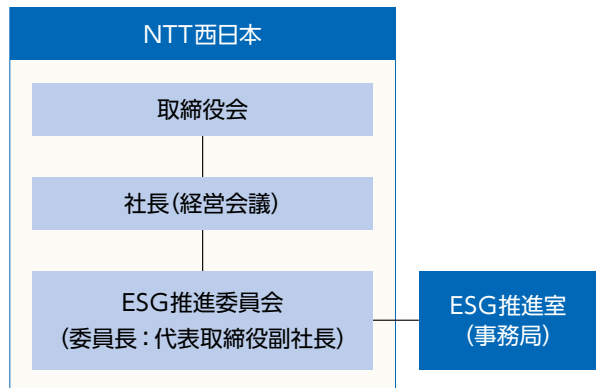 NTT西日本
取締役会
社長(経営会議)
ESG推進委員会
(委員長：代表取締役副社長)
ESG推進室
(事務局)